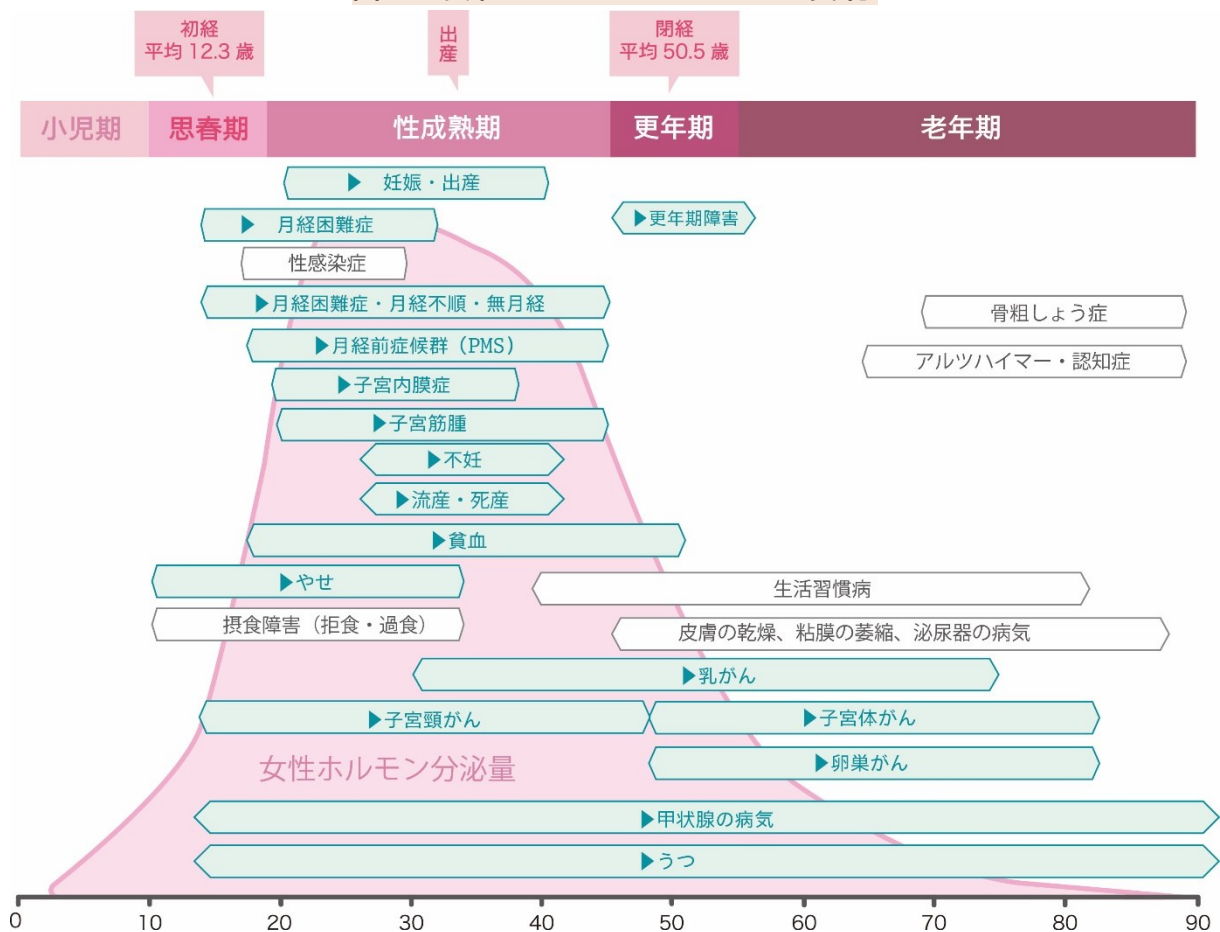 初経
平均 12.3 歳
出
産
閉経
平均 50.5 歳
小児期
思春期
性成熟期
更年期
老年期
▶ 妊娠・出産
▶更年期障害
▶ 月経困難症
性感染症
▶月経困難症・月経不順・無月経
骨粗しょう症
▶月経前症候群（PMS）
アルツハイマー・認知症
▶子宮内膜症
▶子宮筋腫
▶不妊
▶流産・死産
▶貧血
▶やせ
生活習慣病
摂食障害（拒食・過食）
皮膚の乾燥、粘膜の萎縮、泌尿器の病気
▶乳がん
▶子宮頸がん
▶子宮体がん
女性ホルモン分泌量
▶卵巣がん
▶甲状腺の病気
▶うつ
0 10 20 30 40 50 60 70 80 90